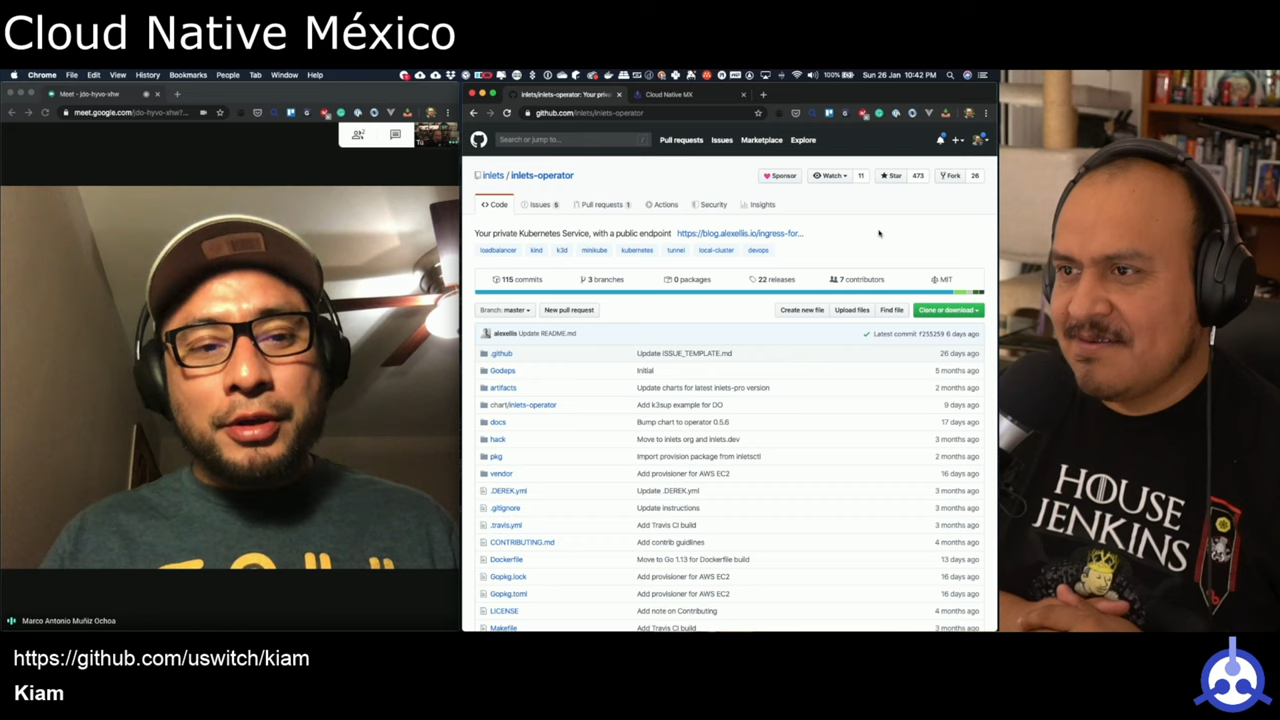 Cloud Native México
Chrome File Edit View History Bookmarks People Tab Window Help
100% Sun 26 Jan 10:42 PM
Meet - jdo-hyvo-xhw
meet.google.com/jdo-hyvo-xhw?...
2
Tú
inlets/inlets-operator: Your priv
Cloud Native MX
github.com/inlets/inlets-operator
Search or jump to...
/
Pull requests Issues Marketplace Explore
inlets / inlets-operator
Sponsor Watch 11 Star 473 Fork 26
Code Issues 5 Pull requests 1 Actions Security Insights
Your private Kubernetes Service, with a public endpoint https://blog.alexellis.io/ingress-for...
loadbalancer kind k3d minikube kubernetes tunnel local-cluster devops
115 commits 3 branches 0 packages 22 releases 7 contributors MIT
Branch: master New pull request Create new file Upload files Find file Clone or download
alexellis Update README.md Latest commit f255259 6 days ago
.github Update ISSUE_TEMPLATE.md 26 days ago
Godeps Initial 5 months ago
artifacts Update charts for latest inlets-pro version 2 months ago
chart/inlets-operator Add k3sup example for DO 9 days ago
docs Bump chart to operator 0.5.6 17 days ago
hack Move to inlets org and inlets.dev 3 months ago
pkg Import provision package from inletsctl 2 months ago
vendor Add provisioner for AWS EC2 16 days ago
.DEREK.yml Update .DEREK.yml 3 months ago
.gitignore Update instructions 3 months ago
.travis.yml Add Travis CI build 3 months ago
CONTRIBUTING.md Add contrib guidlines 4 months ago
Dockerfile Move to Go 1.13 for Dockerfile build 13 days ago
Gopkg.lock Add provisioner for AWS EC2 16 days ago
Gopkg.toml Add provisioner for AWS EC2 16 days ago
LICENSE Add note on Contributing 4 months ago
Makefile Add Travis CI build 3 months ago
HOUSE
JENKINS
Marco Antonio Muñiz Ochoa
https://github.com/uswitch/kiam
Kiam